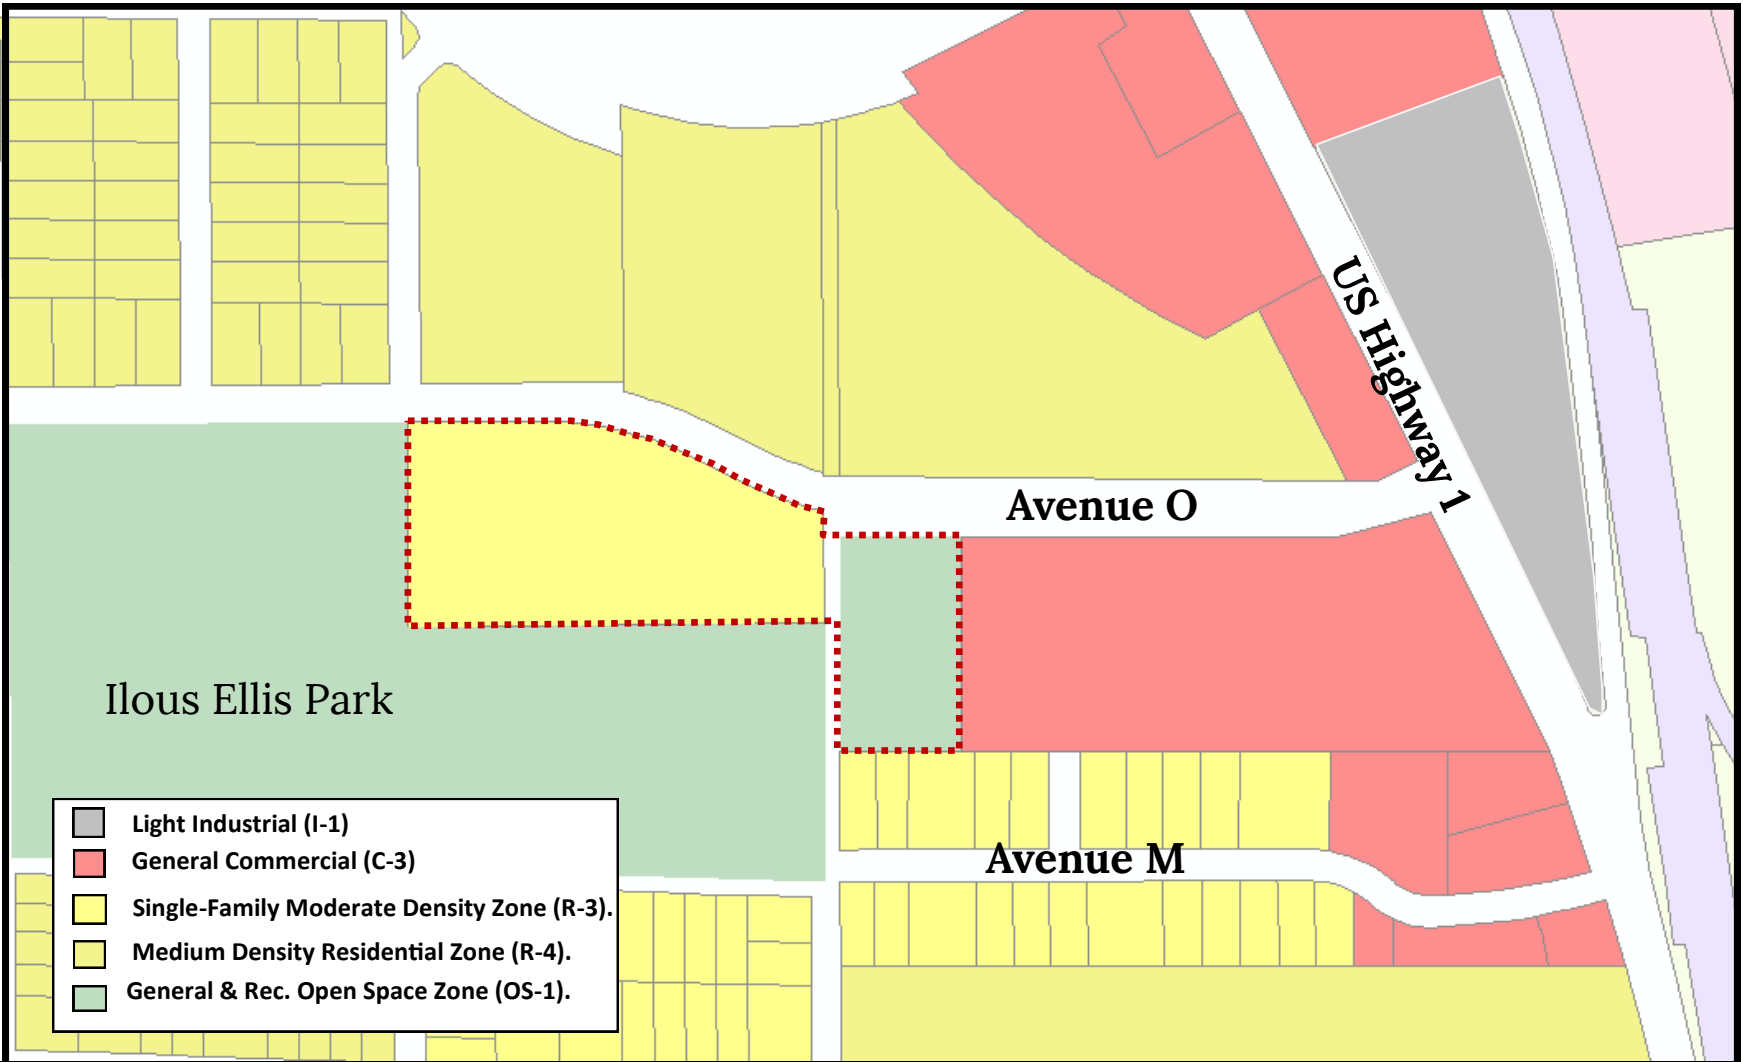 US Highway 1
Avenue O
Ilous Ellis Park
Avenue M
Light Industrial (I-1)
General Commercial (C-3)
Single-Family Moderate Density Zone (R-3).
Medium Density Residential Zone (R-4).
General & Rec. Open Space Zone (OS-1).